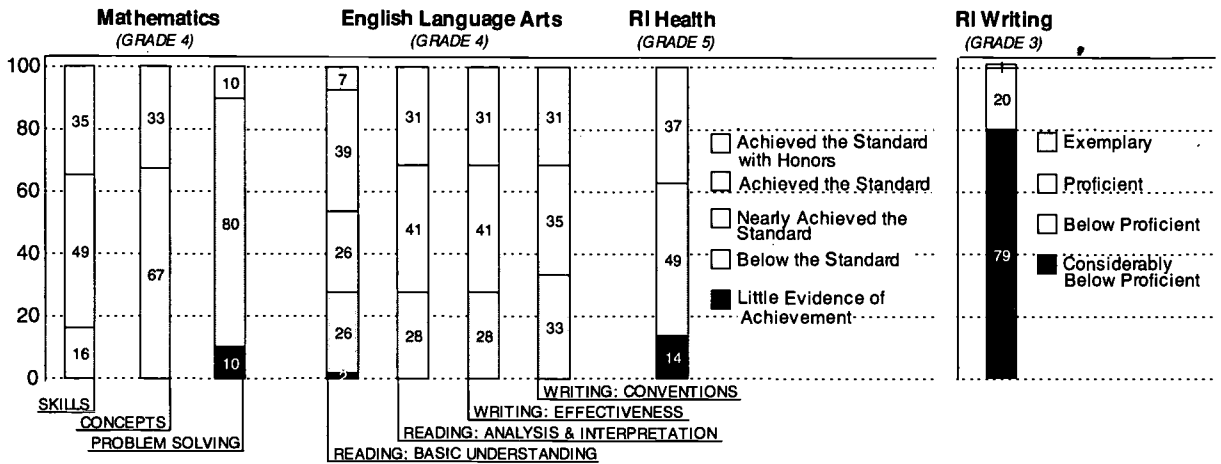 Mathematics
(GRADE 4)
English Language Arts
(GRADE 4)
RI Health
(GRADE 5)
RI Writing
(GRADE 3)
100
80
60
40
20
0
35
49
16
33
67
10
80
10
7
39
26
26
2
31
41
28
31
41
28
31
35
33
37
49
14
Achieved the Standard
with Honors
Achieved the Standard
Nearly Achieved the
Standard
Below the Standard
Little Evidence of
Achievement
1
20
79
Exemplary
Proficient
Below Proficient
Considerably
Below Proficient
SKILLS
CONCEPTS
PROBLEM SOLVING
WRITING: CONVENTIONS
WRITING: EFFECTIVENESS
READING: ANALYSIS & INTERPRETATION
READING: BASIC UNDERSTANDING